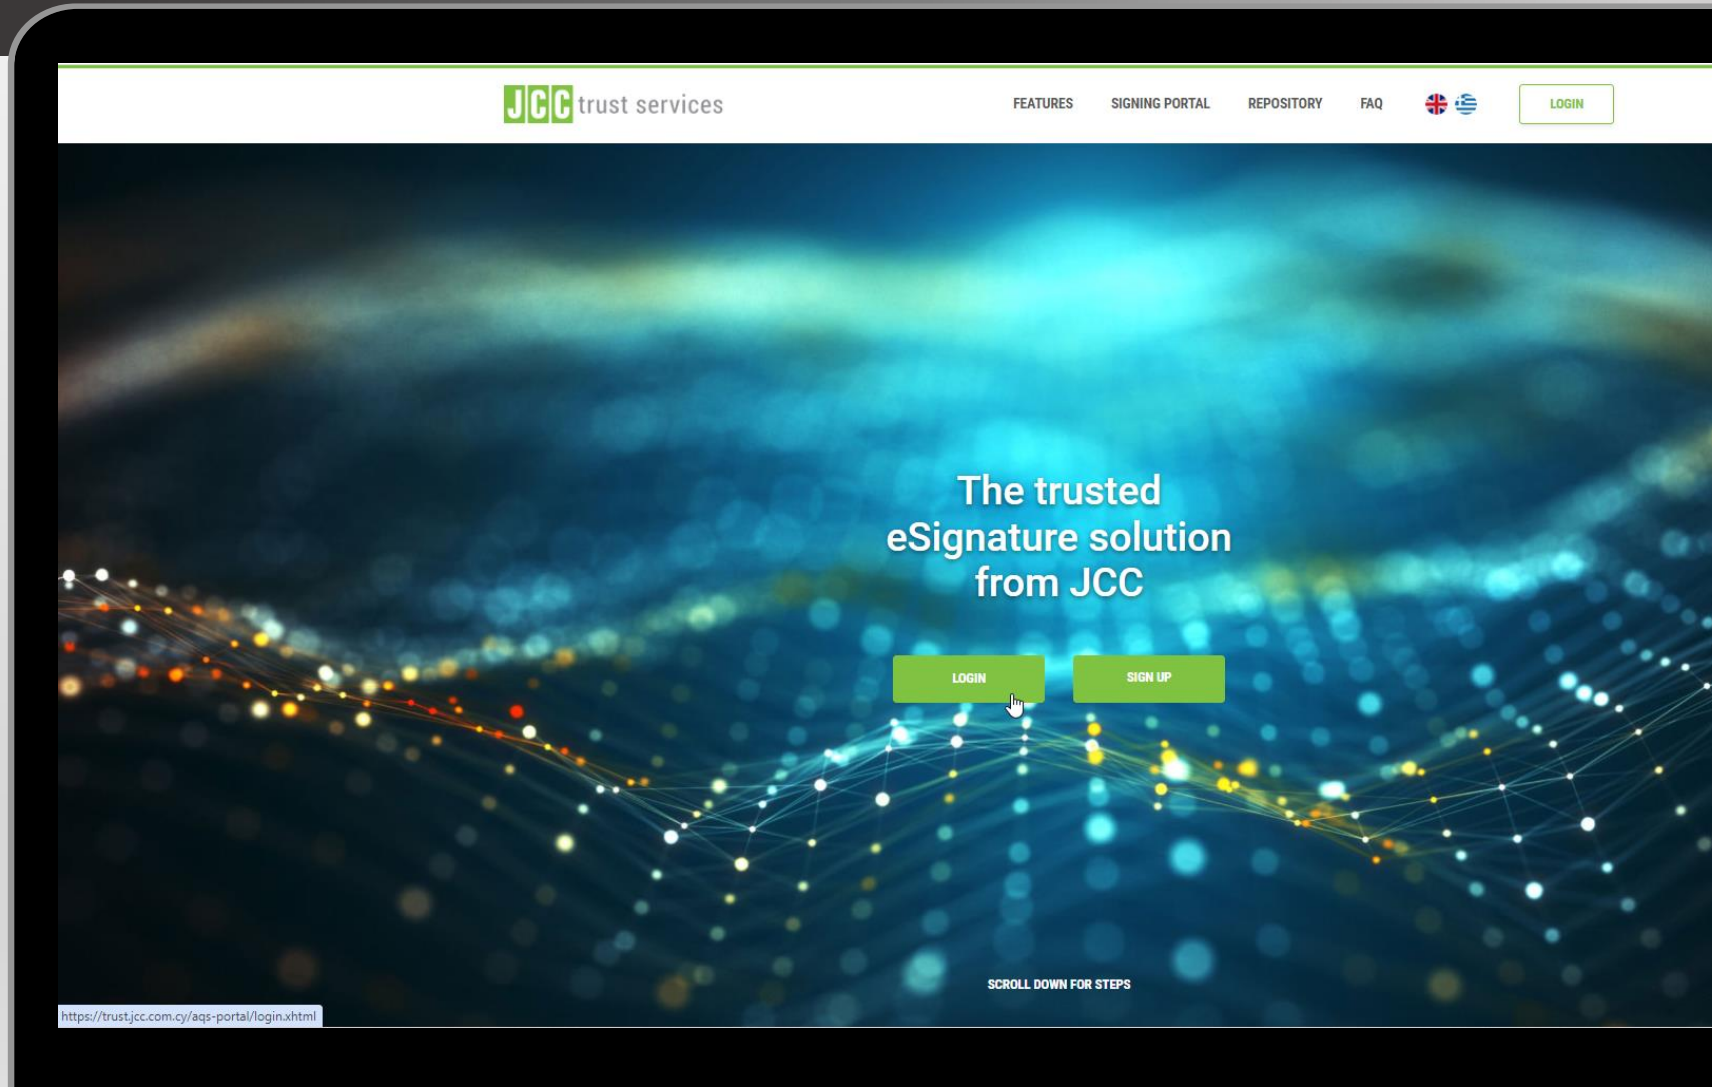 JCC trust services
FEATURES
SIGNING PORTAL
REPOSITORY
FAQ
LOGIN
The trusted
eSignature solution
from JCC
LOGIN
SIGN UP
SCROLL DOWN FOR STEPS
https://trust.jcc.com.cy/aqs-portal/login.xhtml